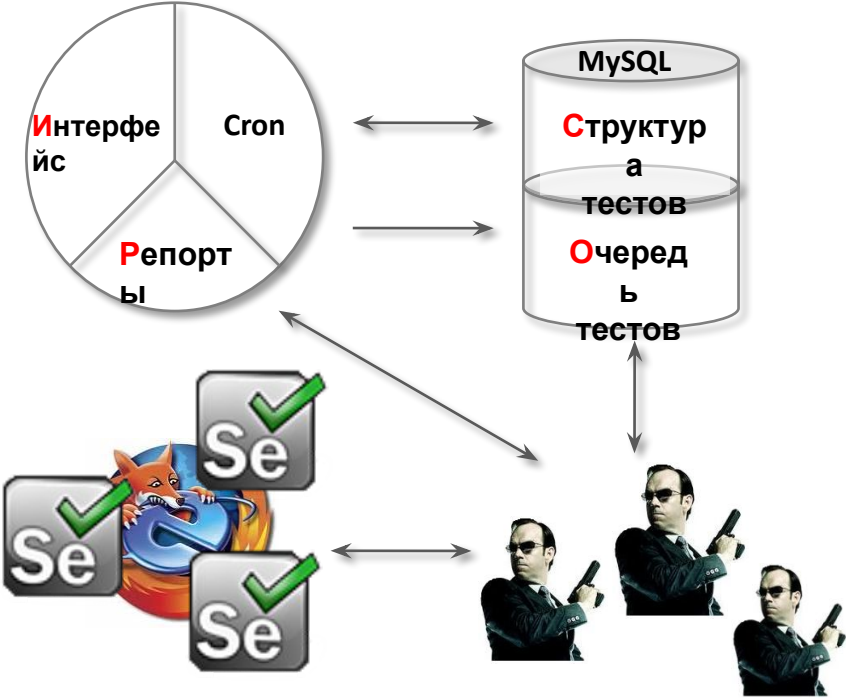 MySQL
Интерфе
йс
Cron
Структур
а
тестов
Репорт
ы
Очеред
ь
тестов
Se
Se
Se